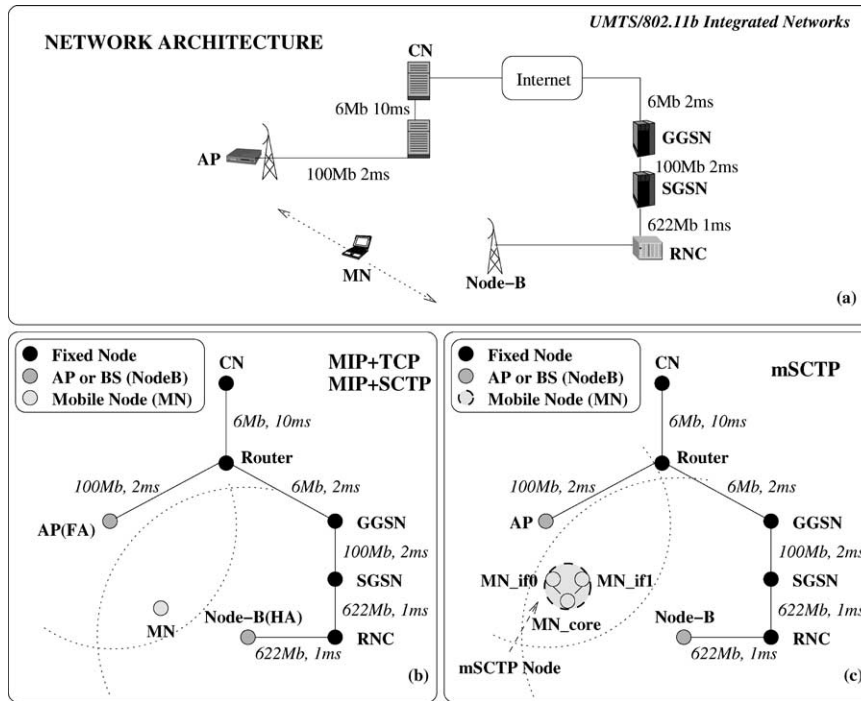 UMTS/802.11b Integrated Networks
NETWORK ARCHITECTURE
CN
Internet
6Mb 10ms
6Mb 2ms
GGSN
AP
100Mb 2ms
100Mb 2ms
SGSN
622Mb 1ms
MN
Node−B
RNC
(a)
Fixed Node
AP or BS (NodeB)
Mobile Node (MN)
CN
MIP+TCP
MIP+SCTP
6Mb, 10ms
Router
100Mb, 2ms
6Mb, 2ms
AP(FA)
GGSN
100Mb, 2ms
SGSN
MN
Node−B(HA)
622Mb, 1ms
RNC
622Mb, 1ms
(b)
Fixed Node
AP or BS (NodeB)
Mobile Node (MN)
CN
mSCTP
6Mb, 10ms
Router
100Mb, 2ms
6Mb, 2ms
AP
GGSN
100Mb, 2ms
MN_if0
MN_if1
SGSN
MN_core
Node−B
622Mb, 1ms
RNC
mSCTP Node
622Mb, 1ms
(c)